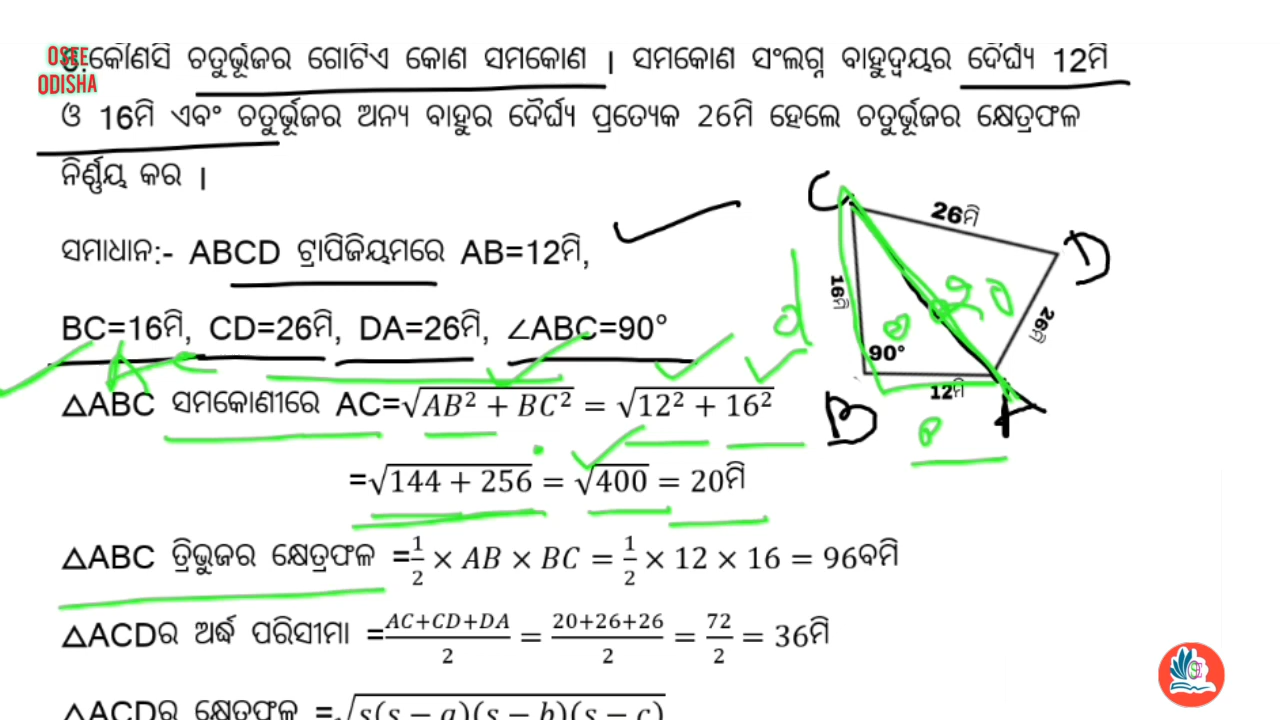 OSEE
ODISHA
ଡ.କୌଣସି ଚତୁର୍ଭୂଜର ଗୋଟିଏ କୋଣ ସମକୋଣ । ସମକୋଣ ସଂଲଗ୍ନ ବାହୁଦ୍ୱୟର ଦୈର୍ଘ୍ୟ 12ମି
ଓ 16ମି ଏବଂ ଚତୁର୍ଭୂଜର ଅନ୍ୟ ବାହୁର ଦୈର୍ଘ୍ୟ ପ୍ରତ୍ୟେକ 26ମି ହେଲେ ଚତୁର୍ଭୂଜର କ୍ଷେତ୍ରଫଳ
ନିର୍ଣ୍ଣୟ କର ।
ସମାଧାନ:- ABCD ଟ୍ରାପିଜିୟମରେ AB=12ମି,
BC=16ମି, CD=26ମି, DA=26ମି, ∠ABC=90°
△ABC ସମକୋଣୀରେ AC=√(AB² + BC²) = √(12² + 16²)
=√(144 + 256) = √400 = 20ମି
△ABC ତ୍ରିଭୁଜର କ୍ଷେତ୍ରଫଳ =1/2 × AB × BC = 1/2 × 12 × 16 = 96ବମି
△ACDର ଅର୍ଦ୍ଧ ପରିସୀମା =(AC+CD+DA)/2 = (20+26+26)/2 = 72/2 = 36ମି
△ACDର କ୍ଷେତ୍ରଫଳ =√(s(s − a)(s − b)(s − c))
C
26ମି
D
16ମି
20
26ମି
90°
12ମି
B
A